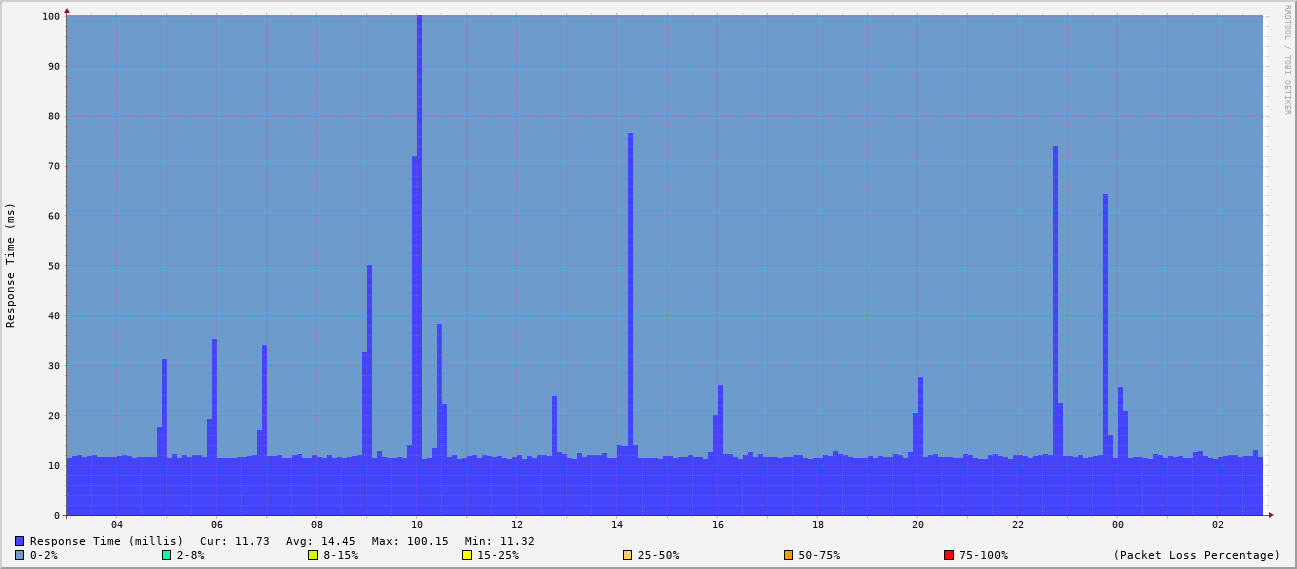 RRDTOOL / TOBI OETIKER
Response Time (ms)
100
90
80
70
60
50
40
30
20
10
0
04 06 08 10 12 14 16 18 20 22 00 02
Response Time (millis) Cur: 11.73 Avg: 14.45 Max: 100.15 Min: 11.32
0-2% 2-8% 8-15% 15-25% 25-50% 50-75% 75-100% (Packet Loss Percentage)